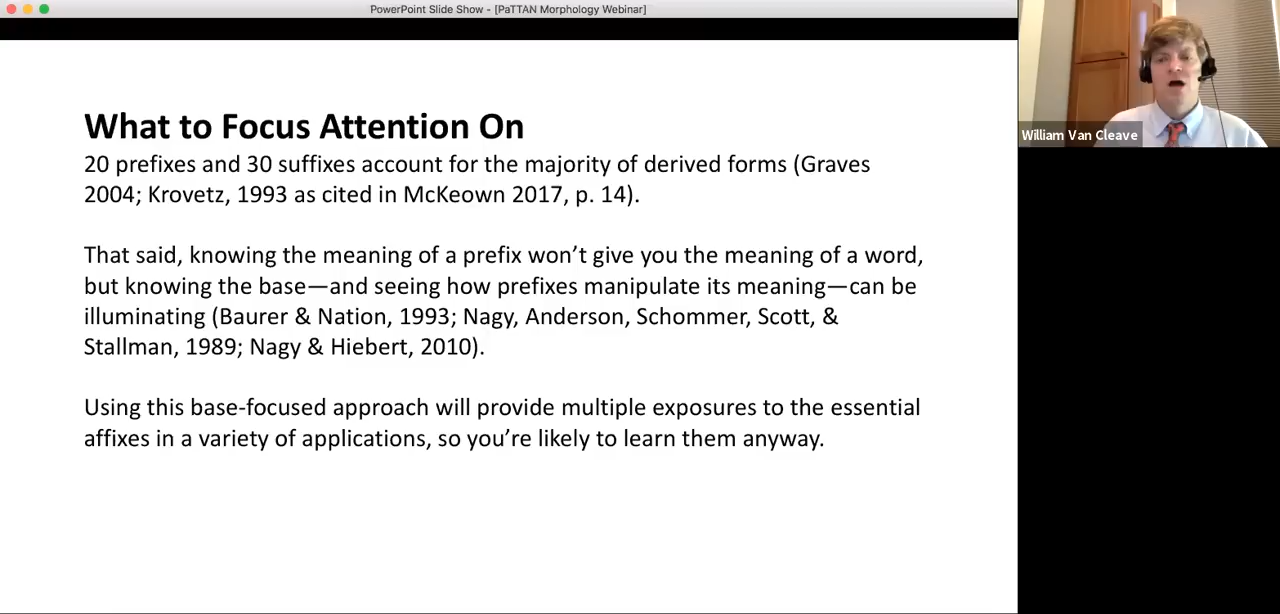 PowerPoint Slide Show - [PaTTAN Morphology Webinar]
William Van Cleave
What to Focus Attention On
20 prefixes and 30 suffixes account for the majority of derived forms (Graves
2004; Krovetz, 1993 as cited in McKeown 2017, p. 14).
That said, knowing the meaning of a prefix won’t give you the meaning of a word,
but knowing the base—and seeing how prefixes manipulate its meaning—can be
illuminating (Baurer & Nation, 1993; Nagy, Anderson, Schommer, Scott, &
Stallman, 1989; Nagy & Hiebert, 2010).
Using this base-focused approach will provide multiple exposures to the essential
affixes in a variety of applications, so you’re likely to learn them anyway.